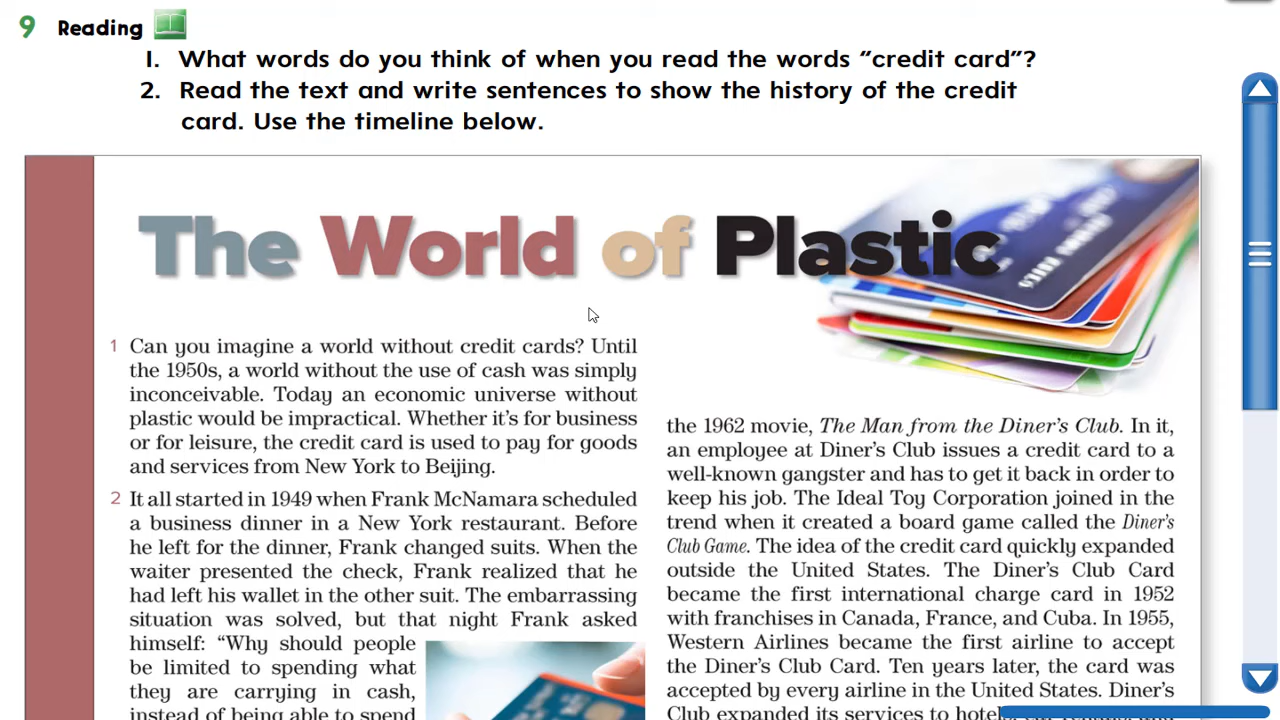 9 Reading
1. What words do you think of when you read the words “credit card”?
2. Read the text and write sentences to show the history of the credit
card. Use the timeline below.
The World of Plastic
1 Can you imagine a world without credit cards? Until
the 1950s, a world without the use of cash was simply
inconceivable. Today an economic universe without
plastic would be impractical. Whether it’s for business
or for leisure, the credit card is used to pay for goods
and services from New York to Beijing.
2 It all started in 1949 when Frank McNamara scheduled
a business dinner in a New York restaurant. Before
he left for the dinner, Frank changed suits. When the
waiter presented the check, Frank realized that he
had left his wallet in the other suit. The embarrassing
situation was solved, but that night Frank asked
himself: “Why should people
be limited to spending what
they are carrying in cash,
instead of being able to spend
the 1962 movie, The Man from the Diner’s Club. In it,
an employee at Diner’s Club issues a credit card to a
well-known gangster and has to get it back in order to
keep his job. The Ideal Toy Corporation joined in the
trend when it created a board game called the Diner’s
Club Game. The idea of the credit card quickly expanded
outside the United States. The Diner’s Club Card
became the first international charge card in 1952
with franchises in Canada, France, and Cuba. In 1955,
Western Airlines became the first airline to accept
the Diner’s Club Card. Ten years later, the card was
accepted by every airline in the United States. Diner’s
Club expanded its services to hotels,